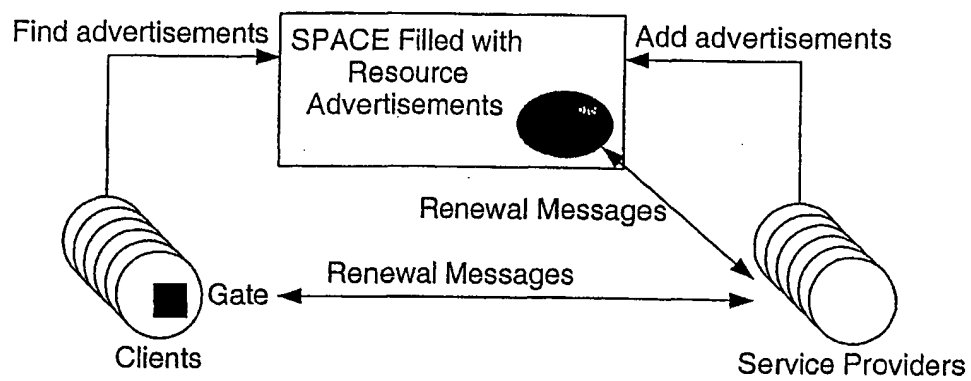 Find advertisements
SPACE Filled with
Resource
Advertisements
Add advertisements
Renewal Messages
Renewal Messages
Gate
Clients
Service Providers